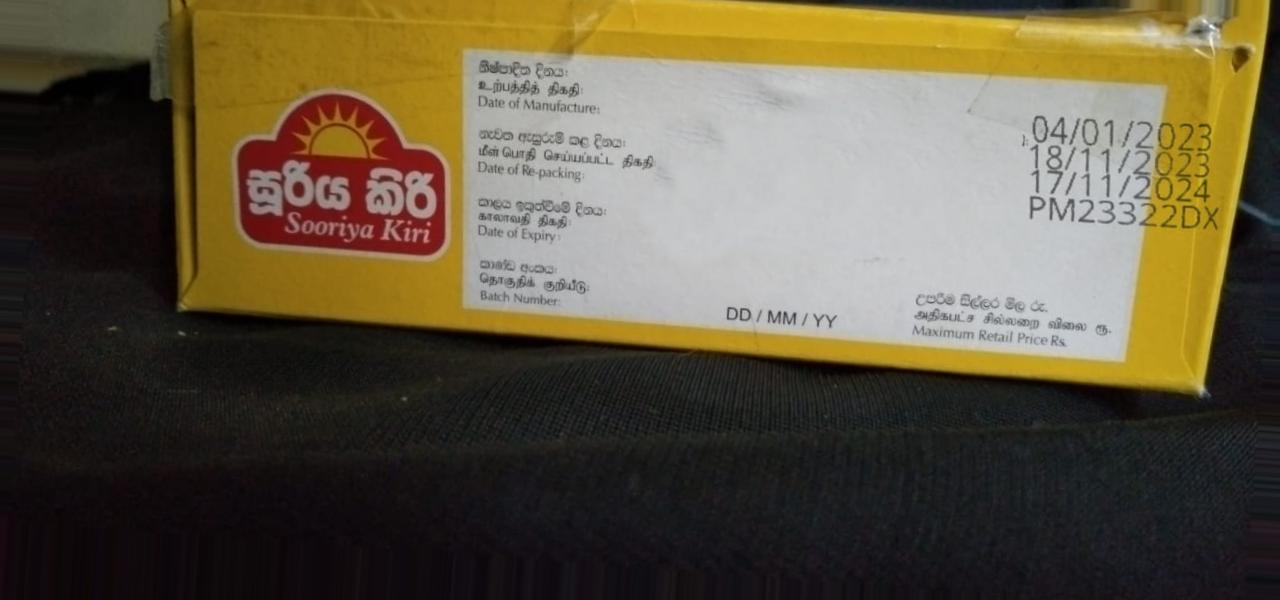 සූරිය කිරි
Sooriya Kiri
නිෂ්පාදිත දිනය:
உற்பத்தித் திகதி:
Date of Manufacture:
නැවත ඇසුරුම් කළ දිනය:
மீள் பொதி செய்யப்பட்ட திகதி:
Date of Re-packing:
කාලය ඉකුත්වීමේ දිනය:
காலாவதி திகதி:
Date of Expiry:
කාණ්ඩ අංකය:
தொகுதிக் குறியீடு:
Batch Number:
DD / MM / YY
04/01/2023
18/11/2023
17/11/2024
PM23322DX
උපරිම සිල්ලර මිල රු.
அதிகபட்ச சில்லறை விலை ரூ.
Maximum Retail Price Rs.